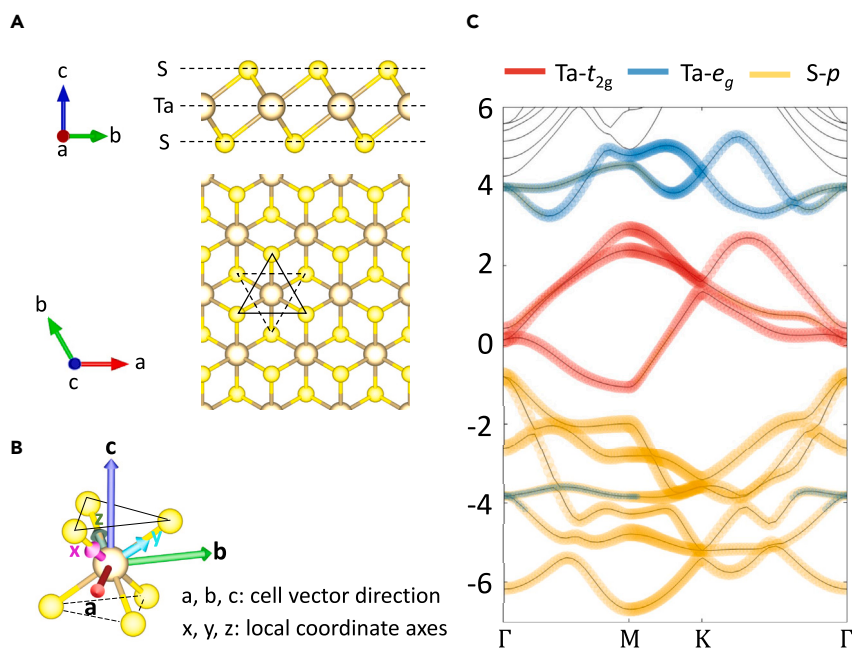 A
c
b
a
S
Ta
S
b
c
a
B
c
z
y
x
b
a
a, b, c: cell vector direction
x, y, z: local coordinate axes
C
Ta-t2g Ta-eg S-p
6
4
2
0
-2
-4
-6
Γ M K Γ